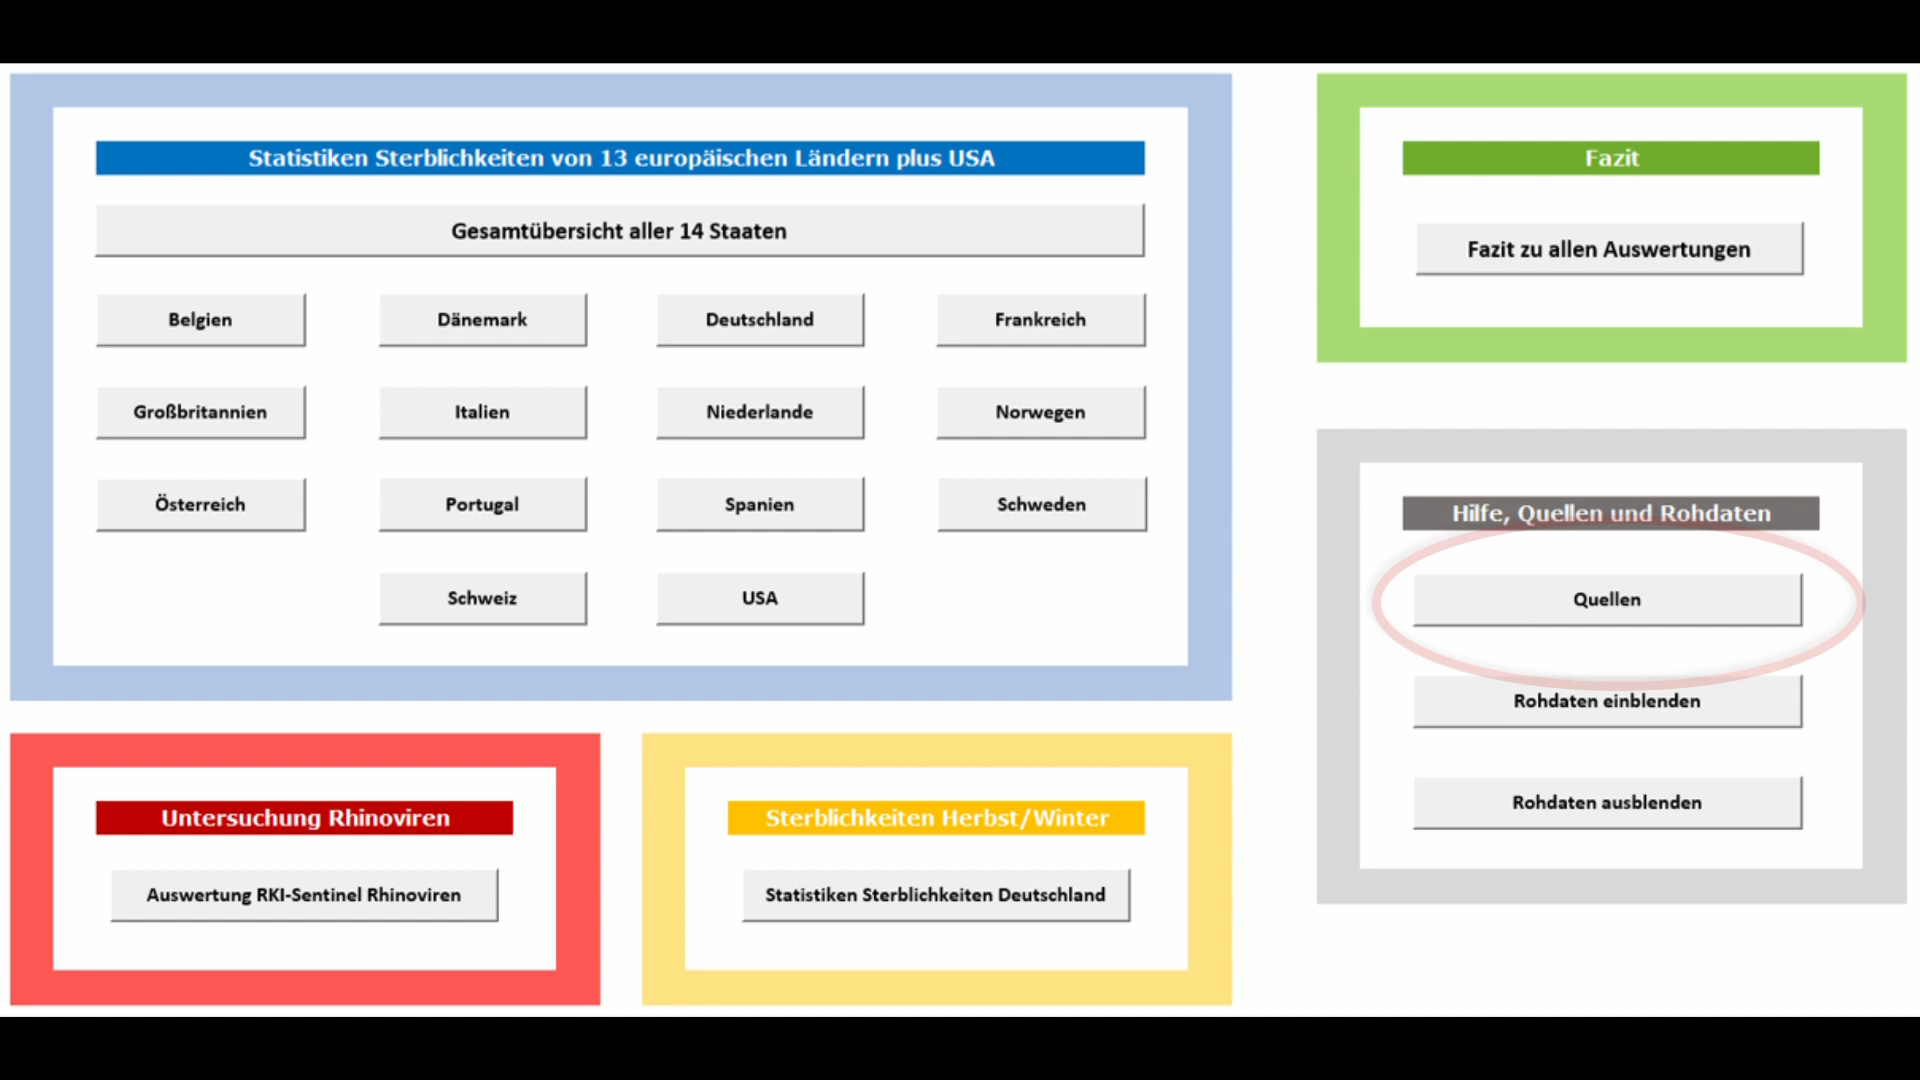 Statistiken Sterblichkeiten von 13 europäischen Ländern plus USA
Gesamtübersicht aller 14 Staaten
Belgien
Dänemark
Deutschland
Frankreich
Großbritannien
Italien
Niederlande
Norwegen
Österreich
Portugal
Spanien
Schweden
Schweiz
USA
Fazit
Fazit zu allen Auswertungen
Hilfe, Quellen und Rohdaten
Quellen
Rohdaten einblenden
Rohdaten ausblenden
Untersuchung Rhinoviren
Auswertung RKI-Sentinel Rhinoviren
Sterblichkeiten Herbst/Winter
Statistiken Sterblichkeiten Deutschland